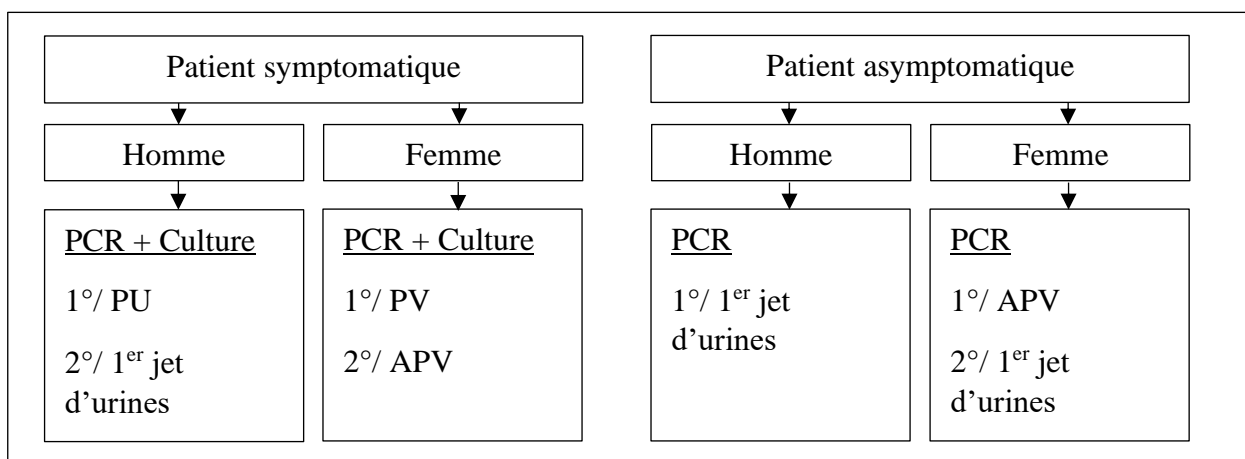 Patient symptomatique
Homme
Femme
PCR + Culture
1°/ PU
2°/ 1er jet
d’urines
PCR + Culture
1°/ PV
2°/ APV
Patient asymptomatique
Homme
Femme
PCR
1°/ 1er jet
d’urines
PCR
1°/ APV
2°/ 1er jet
d’urines